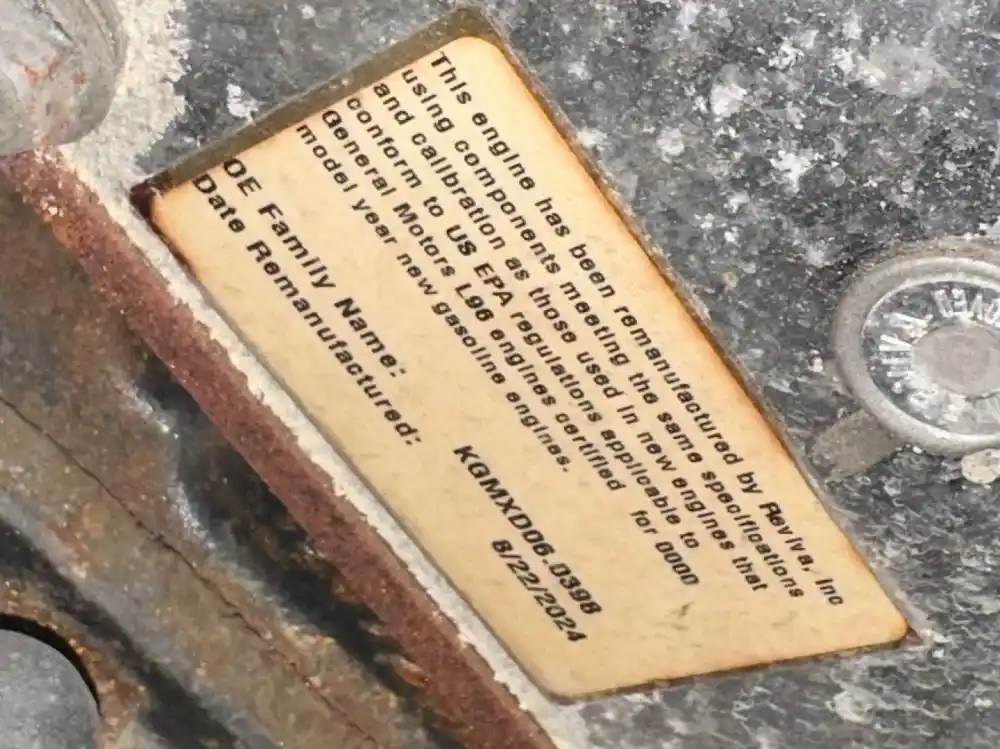 This engine has been remanufactured by Reviva, Inc
using components meeting the same specifications
and calibration as those used in new engines that
conform to US EPA regulations applicable to
General Motors L96 engines certified for 0000
model year new gasoline engines.
OE Family Name: KGMXD06.0398
Date Remanufactured: 8/22/2024